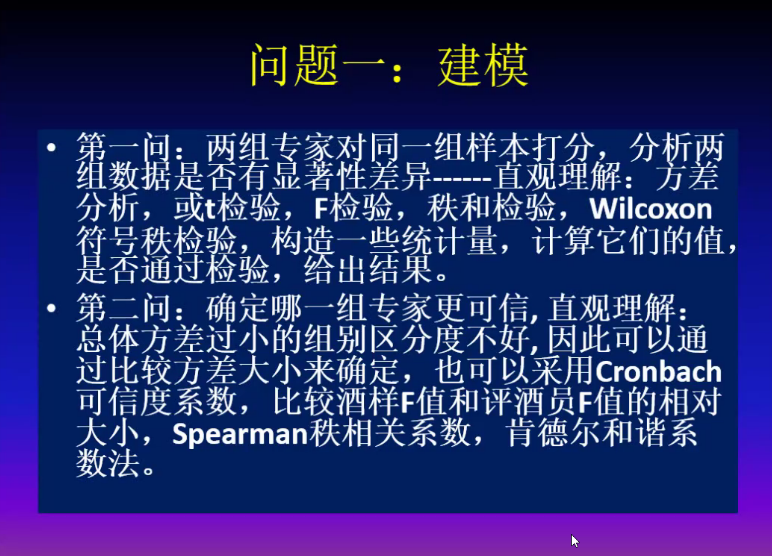 问题一：建模
• 第一问：两组专家对同一组样本打分，分析两
组数据是否有显著性差异------直观理解：方差
分析，或t检验，F检验，秩和检验，Wilcoxon
符号秩检验，构造一些统计量，计算它们的值，
是否通过检验，给出结果。
• 第二问：确定哪一组专家更可信, 直观理解：
总体方差过小的组别区分度不好, 因此可以通
过比较方差大小来确定，也可以采用Cronbach
可信度系数，比较酒样F值和评酒员F值的相对
大小，Spearman秩相关系数，肯德尔和谐系
数法。